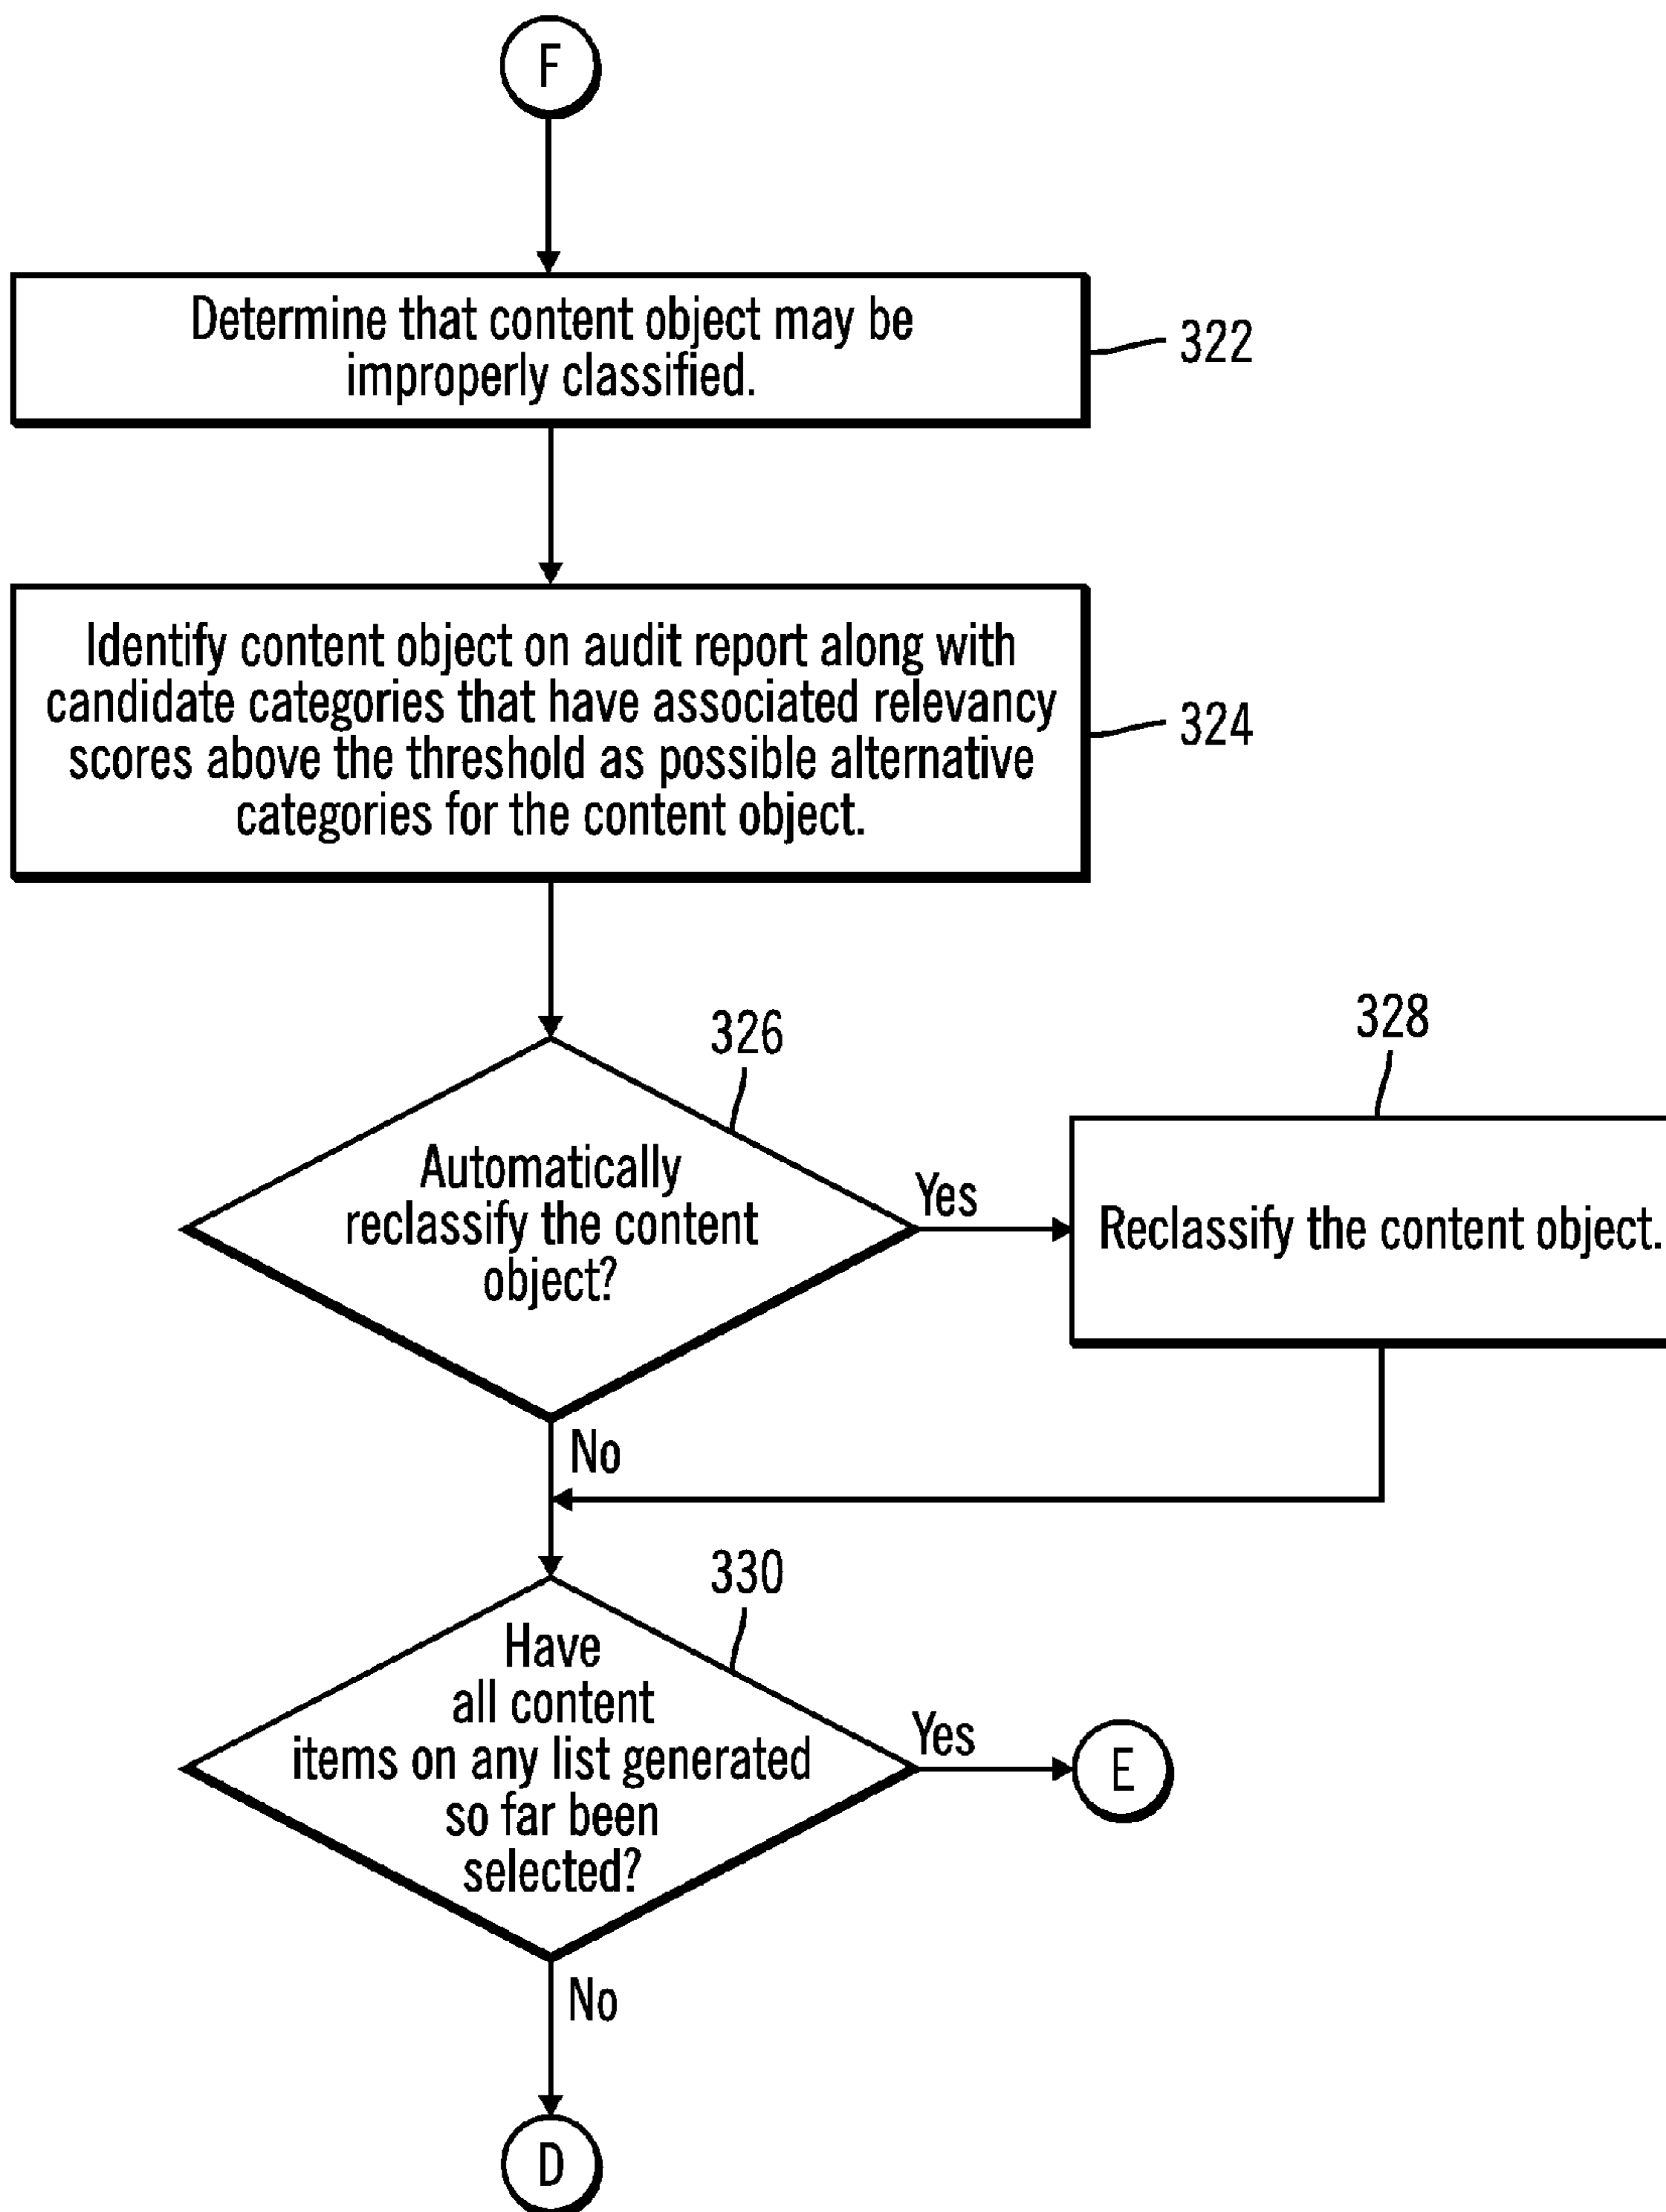 F
Determine that content object may be
improperly classified.
322
Identify content object on audit report along with
candidate categories that have associated relevancy
scores above the threshold as possible alternative
categories for the content object.
324
326
Automatically
reclassify the content
object?
Yes
328
Reclassify the content object.
No
330
Have
all content
items on any list generated
so far been
selected?
Yes
E
No
D